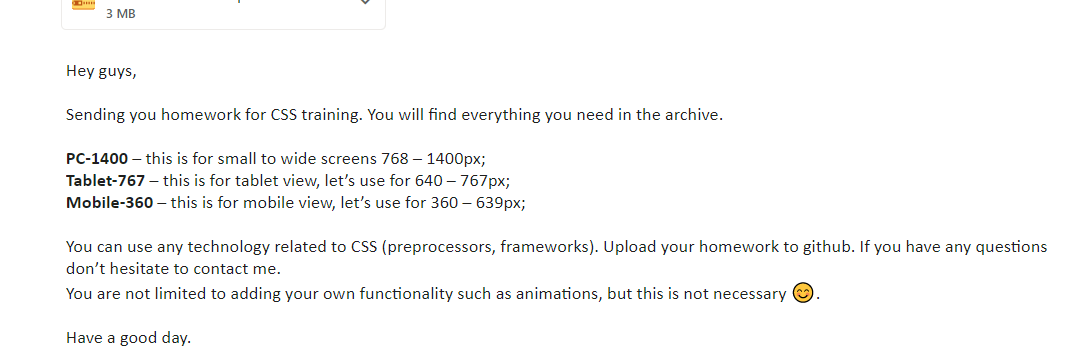 3 MB
Hey guys,
Sending you homework for CSS training. You will find everything you need in the archive.
PC-1400 – this is for small to wide screens 768 – 1400px;
Tablet-767 – this is for tablet view, let’s use for 640 – 767px;
Mobile-360 – this is for mobile view, let’s use for 360 – 639px;
You can use any technology related to CSS (preprocessors, frameworks). Upload your homework to github. If you have any questions
don’t hesitate to contact me.
You are not limited to adding your own functionality such as animations, but this is not necessary 😊.
Have a good day.